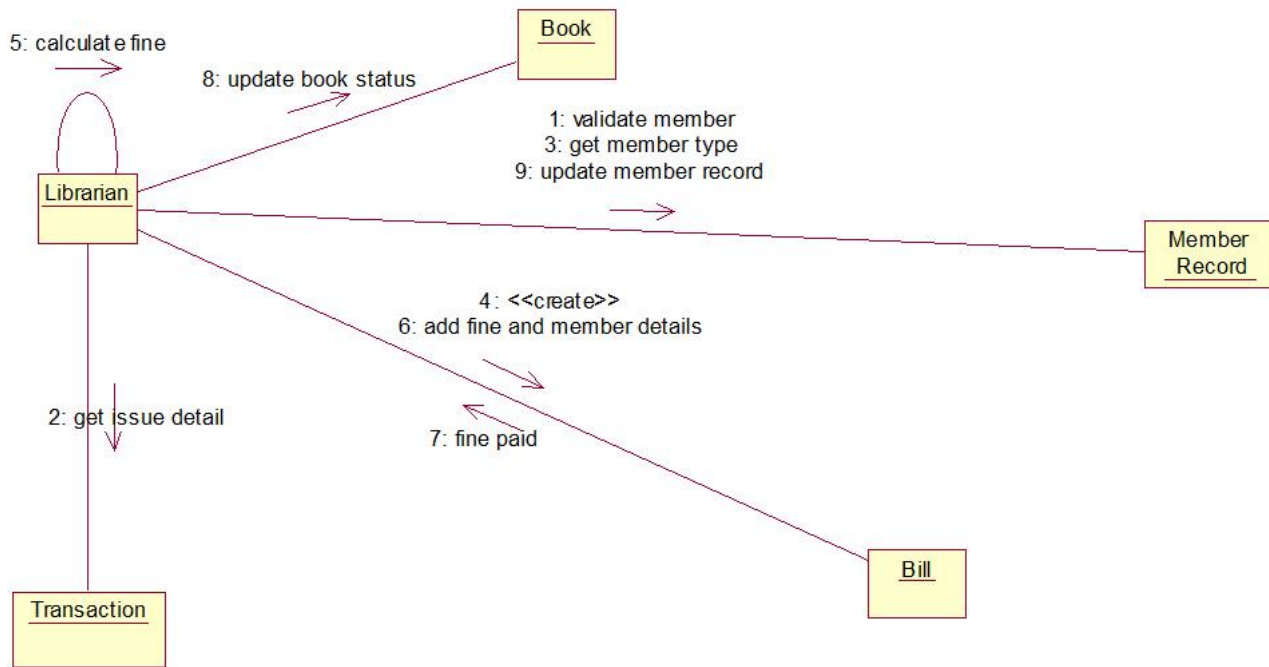 5: calculate fine
Book
8: update book status
1: validate member
3: get member type
9: update member record
Librarian
Member
Record
4: <<create>>
6: add fine and member details
2: get issue detail
7: fine paid
Bill
Transaction